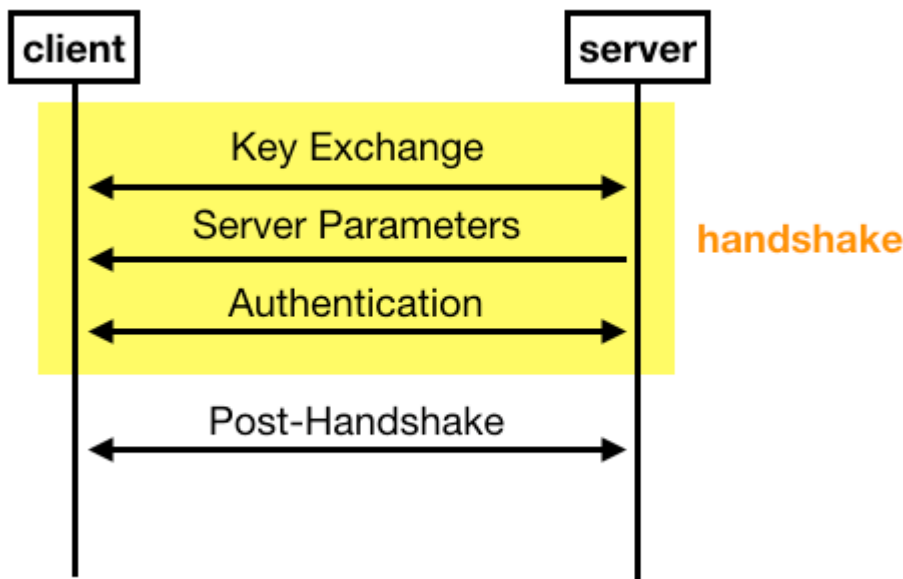 client
server
Key Exchange
Server Parameters
handshake
Authentication
Post-Handshake